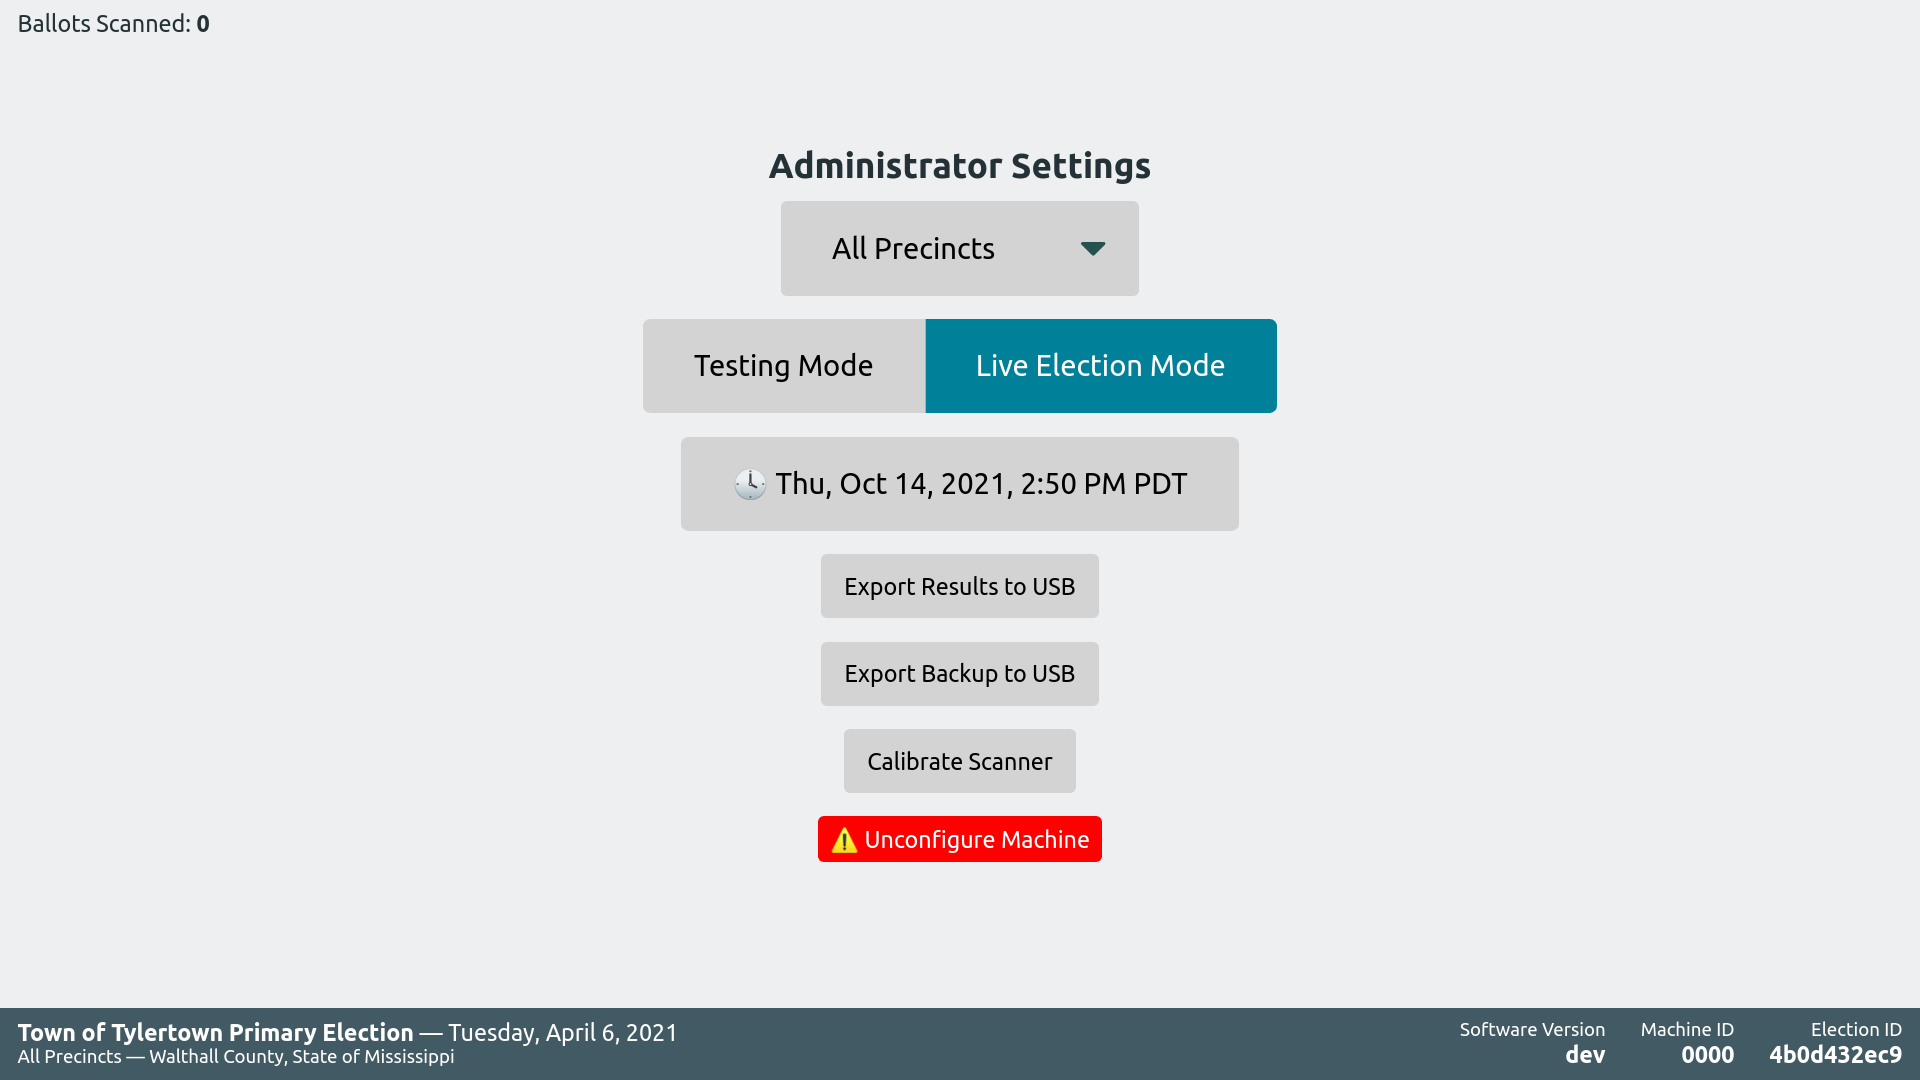 Ballots Scanned: 0
Administrator Settings
All Precincts
Testing Mode
Live Election Mode
Thu, Oct 14, 2021, 2:50 PM PDT
Export Results to USB
Export Backup to USB
Calibrate Scanner
Unconfigure Machine
Town of Tylertown Primary Election — Tuesday, April 6, 2021
All Precincts — Walthall County, State of Mississippi
Software Version
dev
Machine ID
0000
Election ID
4b0d432ec9